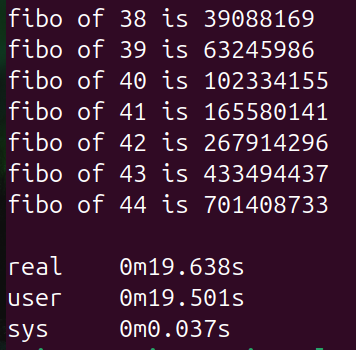 fibo of 38 is 39088169
fibo of 39 is 63245986
fibo of 40 is 102334155
fibo of 41 is 165580141
fibo of 42 is 267914296
fibo of 43 is 433494437
fibo of 44 is 701408733
real 0m19.638s
user 0m19.501s
sys 0m0.037s